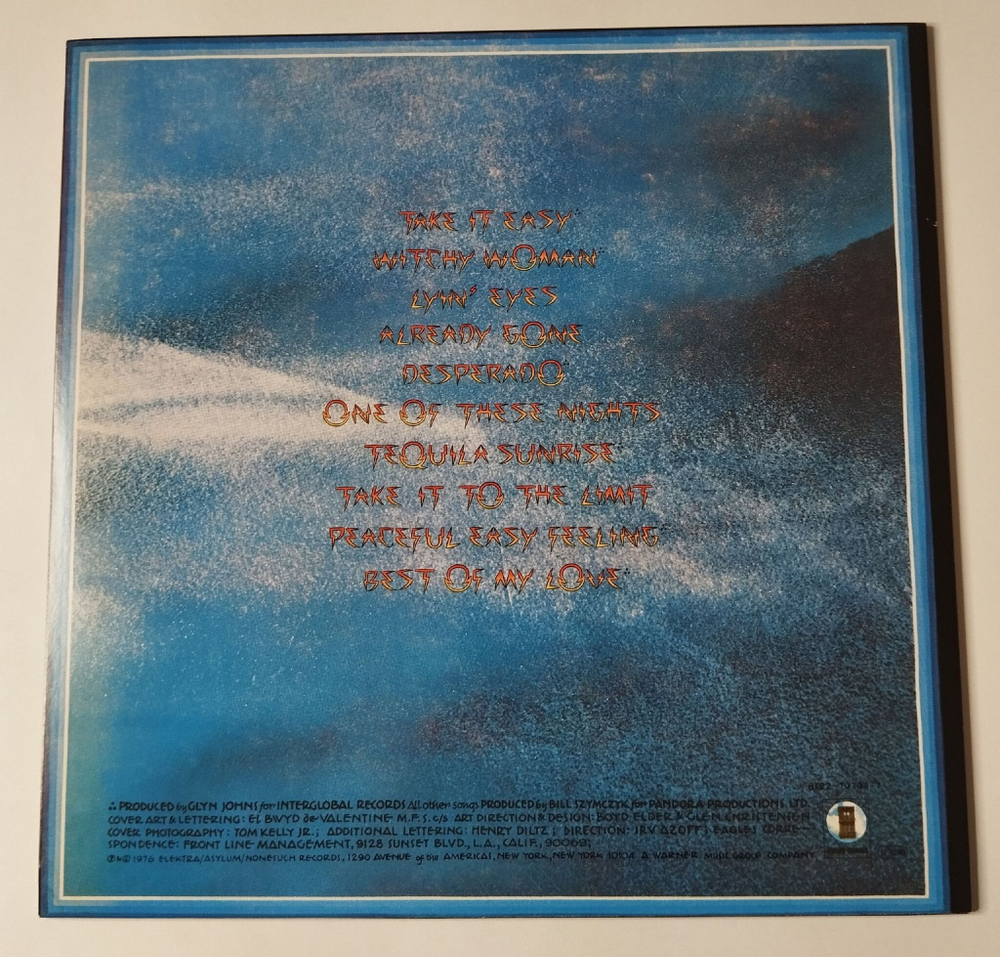 TAKE IT EASY∴
WITCHY WOMAN∴
LYIN' EYES
ALREADY GONE
DESPERADO∴
ONE OF THESE NIGHTS
TEQUILA SUNRISE∴
TAKE IT TO THE LIMIT
PEACEFUL EASY FEELING∴
BEST OF MY LOVE∴
∴ PRODUCED by GLYN JOHNS for INTERGLOBAL RECORDS All other songs PRODUCED by BILL SZYMCZYK for PANDORA PRODUCTIONS, LTD.
COVER ART & LETTERING: EL BWYD de VALENTINE M.F.S. c/s ART DIRECTION & DESIGN: BOYD ELDER & GLEN CHRISTENSEN
COVER PHOTOGRAPHY: TOM KELLY JR.; ADDITIONAL LETTERING: HENRY DILTZ; DIRECTION: IRV AZOFF; EAGLES CORRE-
SPONDENCE: FRONT LINE MANAGEMENT, 9128 SUNSET BLVD., L.A., CALIF., 90069;
℗&© 1976 ELEKTRA/ASYLUM/NONESUCH RECORDS, 1290 AVENUE of the AMERICAS, NEW YORK, NEW YORK 10104 A WARNER MUSIC GROUP COMPANY